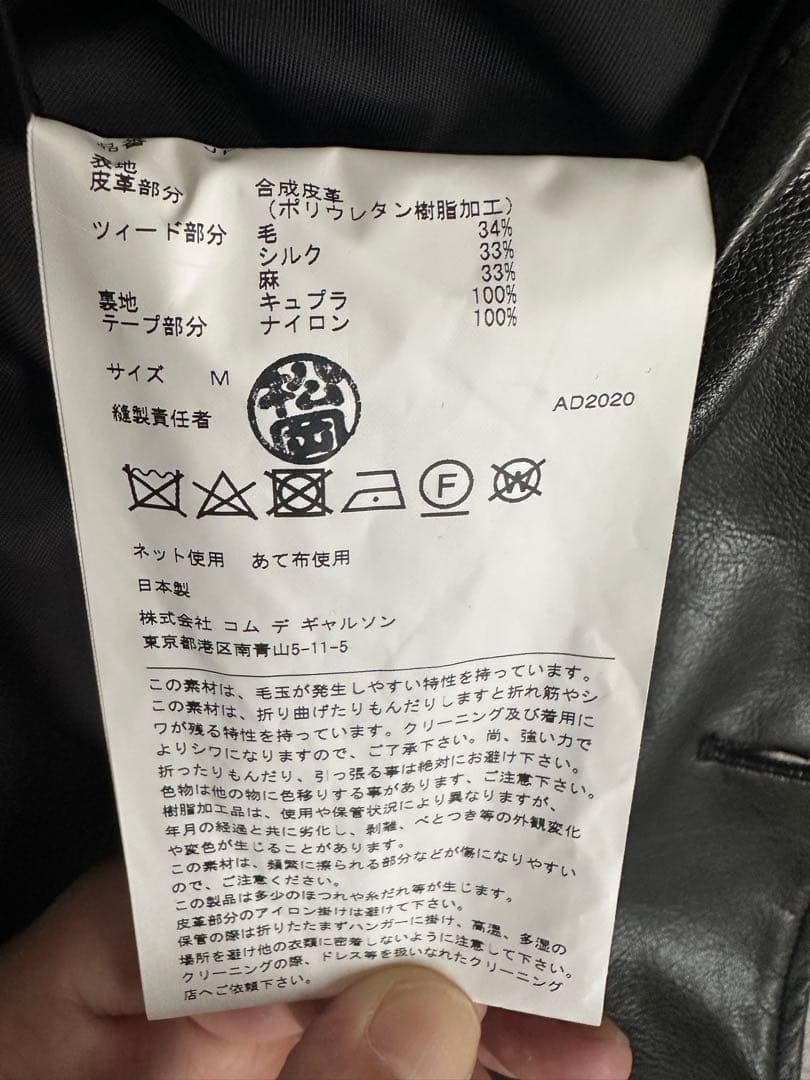 表地
皮革部分 合成皮革
(ポリウレタン樹脂加工)
ツィード部分 毛 34%
シルク 33%
麻 33%
裏地 キュプラ 100%
テープ部分 ナイロン 100%
サイズ M
縫製責任者 松岡
AD2020
F W
ネット使用 あて布使用
日本製
株式会社 コム デ ギャルソン
東京都港区南青山5-11-5
この素材は、毛玉が発生しやすい特性を持っています。
この素材は、折り曲げたりもんだりしますと折れ筋やシ
ワが残る特性を持っています。クリーニング及び着用に
よりシワになりますので、ご了承下さい。尚、強い力で
折ったりもんだり、引っ張る事は絶対にお避け下さい。
色物は他の物に色移りする事があります、ご注意下さい。
樹脂加工品は、使用や保管状況により異なりますが、
年月の経過と共に劣化し、剥離、べとつき等の外観変化
や変色が生じることがあります。
この素材は、頻繁に擦られる部分などが傷になりやすい
ので、ご注意ください。
この製品は多少のほつれや糸だれ等が生じます。
皮革部分のアイロン掛けは避けて下さい。
保管の際は折りたたまずハンガーに掛け、高温、多湿の
場所を避け他の衣類に密着しないように注意して下さい。
クリーニングの際、ドレス等を扱いなれたクリーニング
店へご依頼下さい。